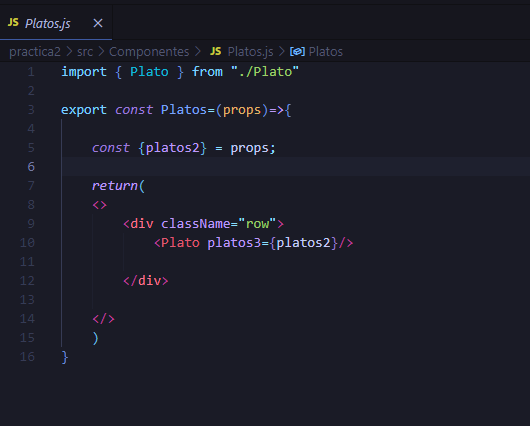 JS Platos.js ×
practica2 > src > Componentes > JS Platos.js > Platos
1 import { Plato } from "./Plato"
2
3 export const Platos=(props)=>{
4
5     const {platos2} = props;
6
7     return(
8     <>
9         <div className="row">
10             <Plato platos3={platos2}/>
11
12         </div>
13
14     </>
15     )
16 }